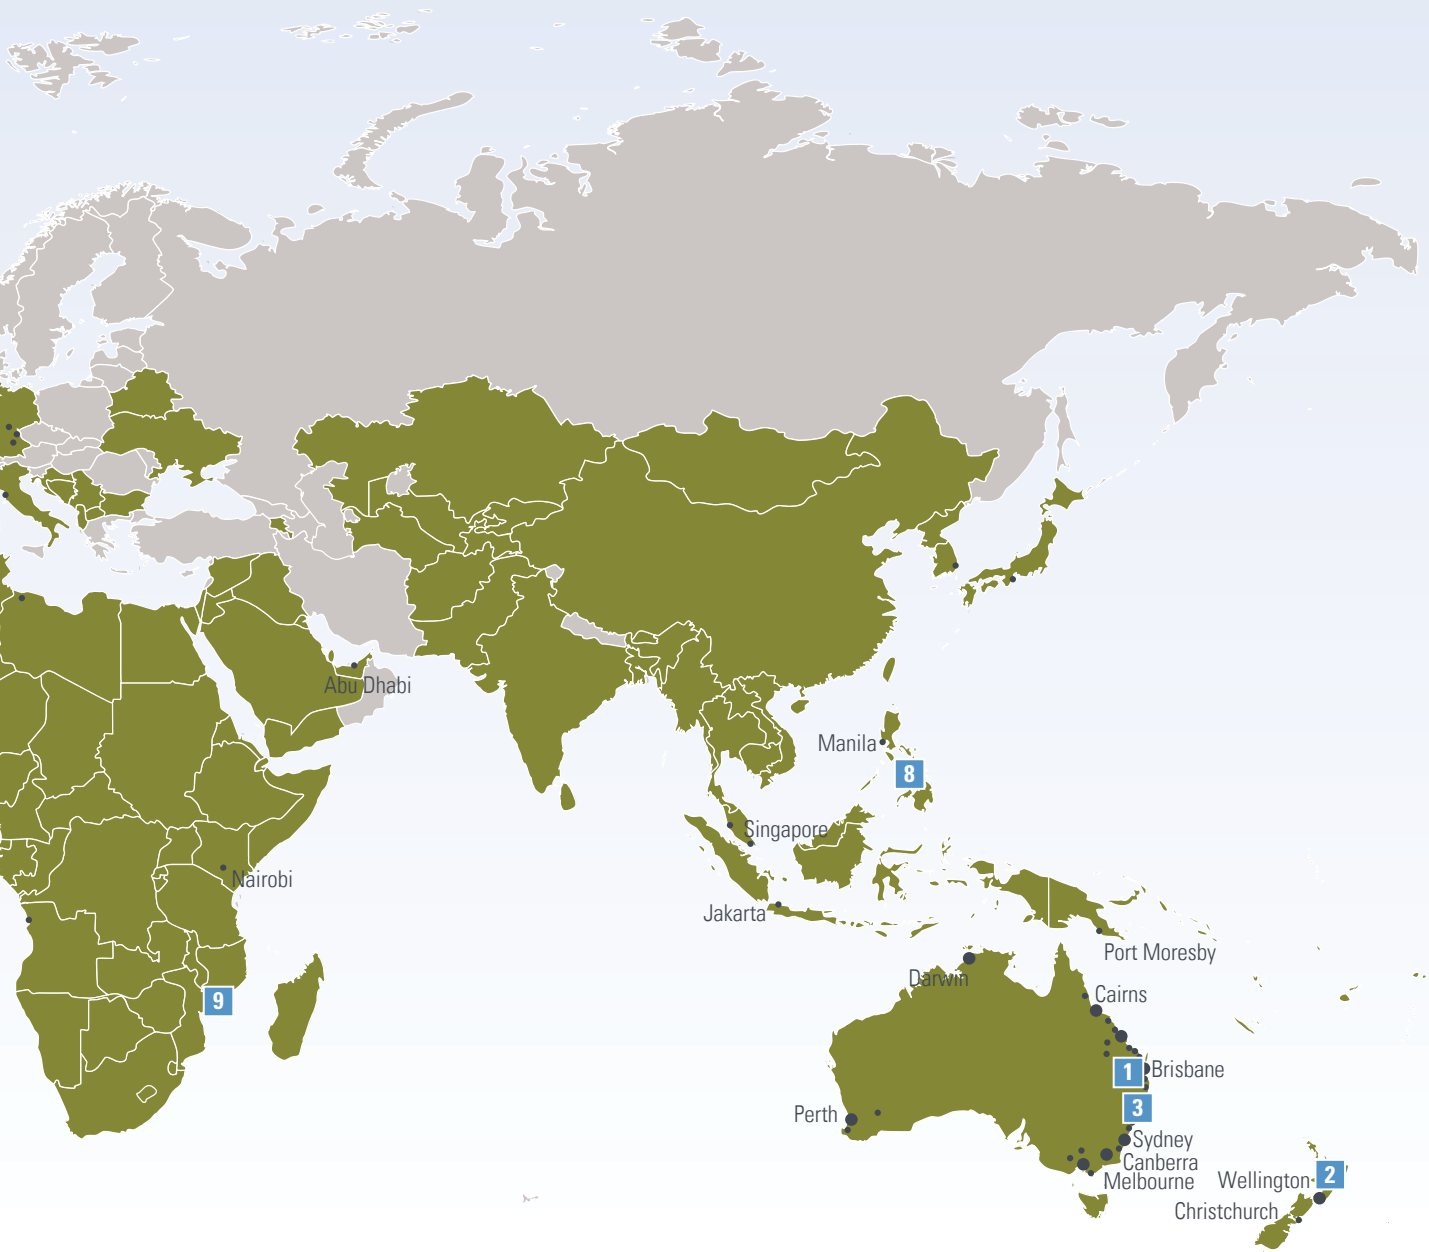 Abu Dhabi
Manila
8
Singapore
Nairobi
Jakarta
Port Moresby
Darwin
Cairns
9
1
Brisbane
3
Perth
Sydney
Canberra
Melbourne
2
Wellington
Christchurch